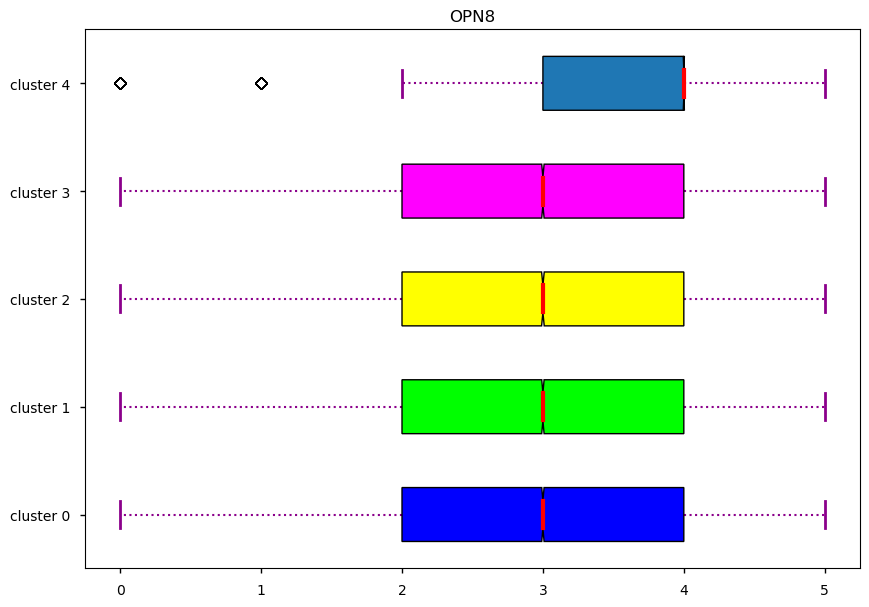 OPN8
cluster 4
cluster 3
cluster 2
cluster 1
cluster 0
0 1 2 3 4 5